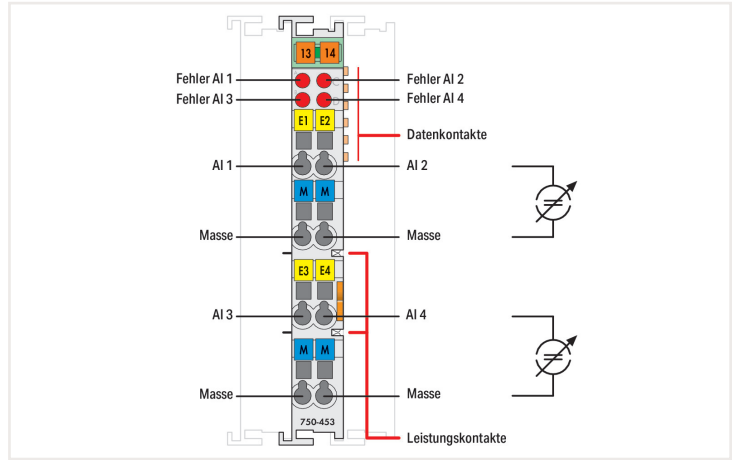 13 14
Fehler AI 1
Fehler AI 2
Fehler AI 3
Fehler AI 4
E1 E2
Datenkontakte
AI 1
AI 2
M M
Masse
Masse
E3 E4
AI 3
AI 4
M M
Masse
Masse
750-453
Leistungskontakte